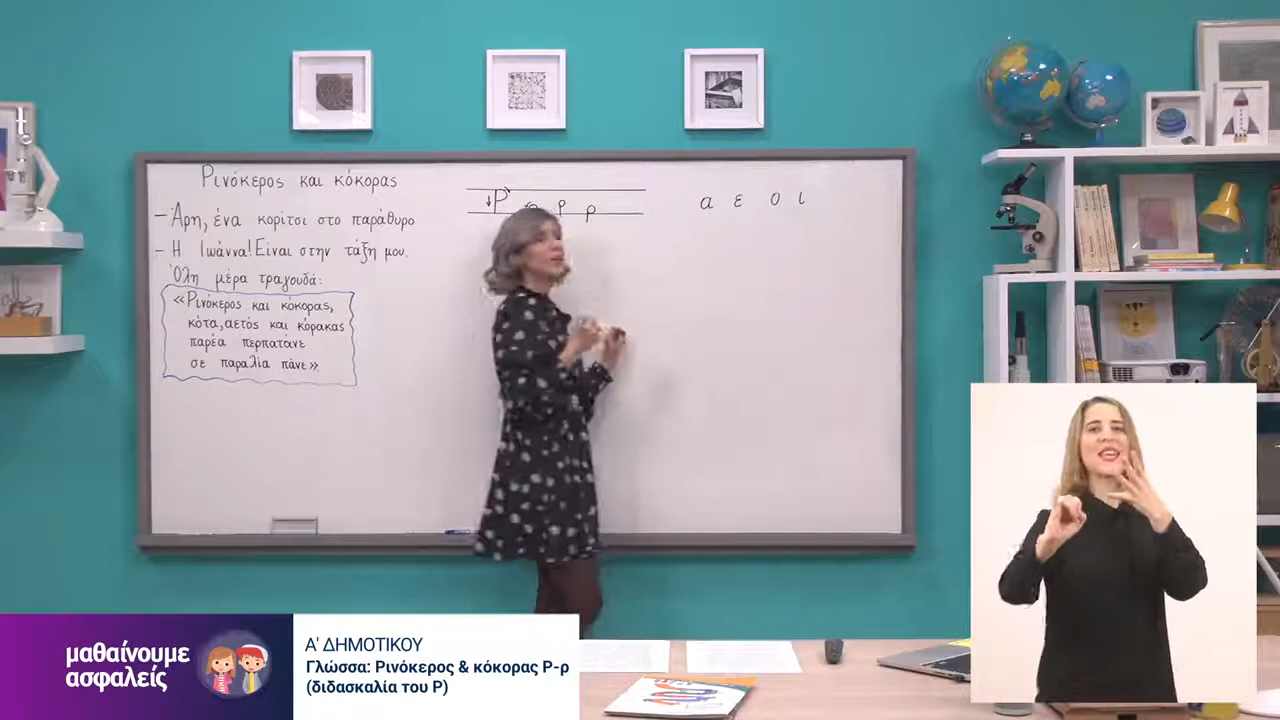 Ρινόκερος και κόκορας
– Άρη, ένα κορίτσι στο παράθυρο
– Η Ιωάννα! Είναι στην τάξη μου.
Όλη μέρα τραγουδά:
«Ρινόκερος και κόκορας,
κότα, αετός και κόρακας
παρέα περπατάνε
σε παραλία πάνε»
Ρ ρ ρ
α ε ο ι
μαθαίνουμε
ασφαλείς
Α' ΔΗΜΟΤΙΚΟΥ
Γλώσσα: Ρινόκερος & κόκορας Ρ-ρ
(διδασκαλία του Ρ)